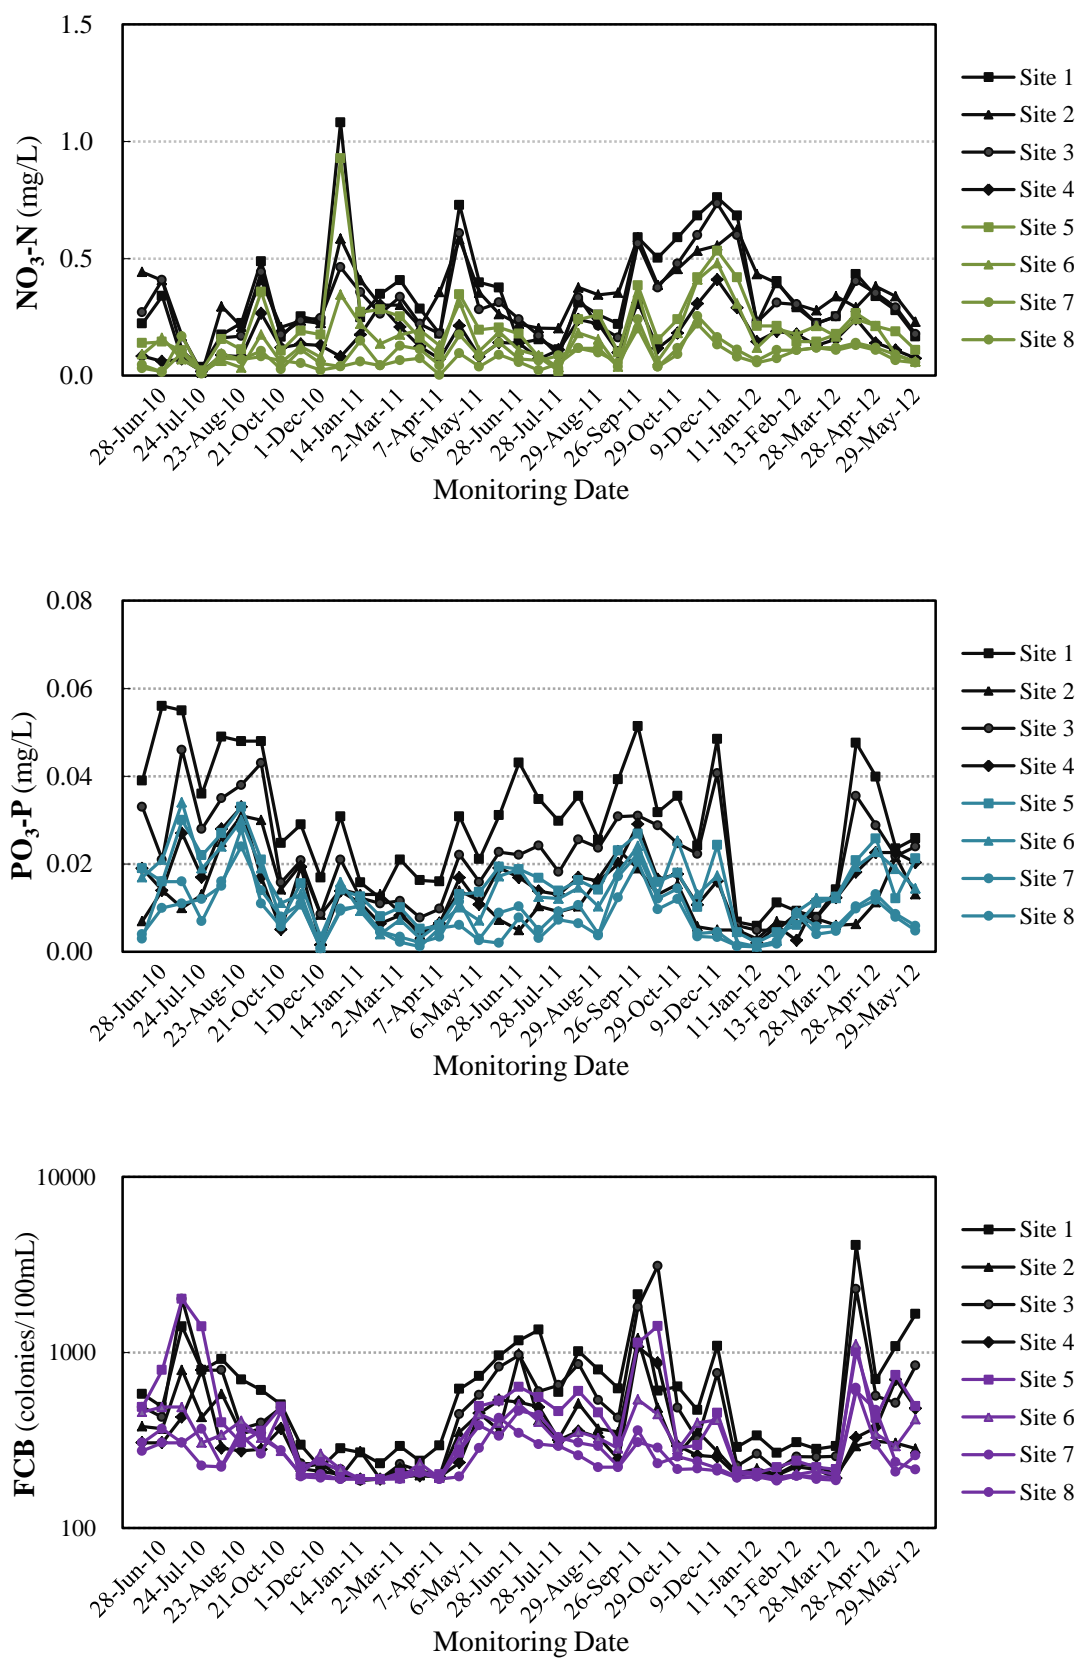 1.5
1.0
0.5
0.0
NO3-N (mg/L)
28-Jun-10
24-Jul-10
23-Aug-10
21-Oct-10
1-Dec-10
14-Jan-11
2-Mar-11
7-Apr-11
6-May-11
28-Jun-11
28-Jul-11
29-Aug-11
26-Sep-11
29-Oct-11
9-Dec-11
11-Jan-12
13-Feb-12
28-Mar-12
28-Apr-12
29-May-12
Monitoring Date
Site 1
Site 2
Site 3
Site 4
Site 5
Site 6
Site 7
Site 8
0.08
0.06
0.04
0.02
0.00
PO3-P (mg/L)
28-Jun-10
24-Jul-10
23-Aug-10
21-Oct-10
1-Dec-10
14-Jan-11
2-Mar-11
7-Apr-11
6-May-11
28-Jun-11
28-Jul-11
29-Aug-11
26-Sep-11
29-Oct-11
9-Dec-11
11-Jan-12
13-Feb-12
28-Mar-12
28-Apr-12
29-May-12
Monitoring Date
Site 1
Site 2
Site 3
Site 4
Site 5
Site 6
Site 7
Site 8
10000
1000
100
FCB (colonies/100mL)
28-Jun-10
24-Jul-10
23-Aug-10
21-Oct-10
1-Dec-10
14-Jan-11
2-Mar-11
7-Apr-11
6-May-11
28-Jun-11
28-Jul-11
29-Aug-11
26-Sep-11
29-Oct-11
9-Dec-11
11-Jan-12
13-Feb-12
28-Mar-12
28-Apr-12
29-May-12
Monitoring Date
Site 1
Site 2
Site 3
Site 4
Site 5
Site 6
Site 7
Site 8